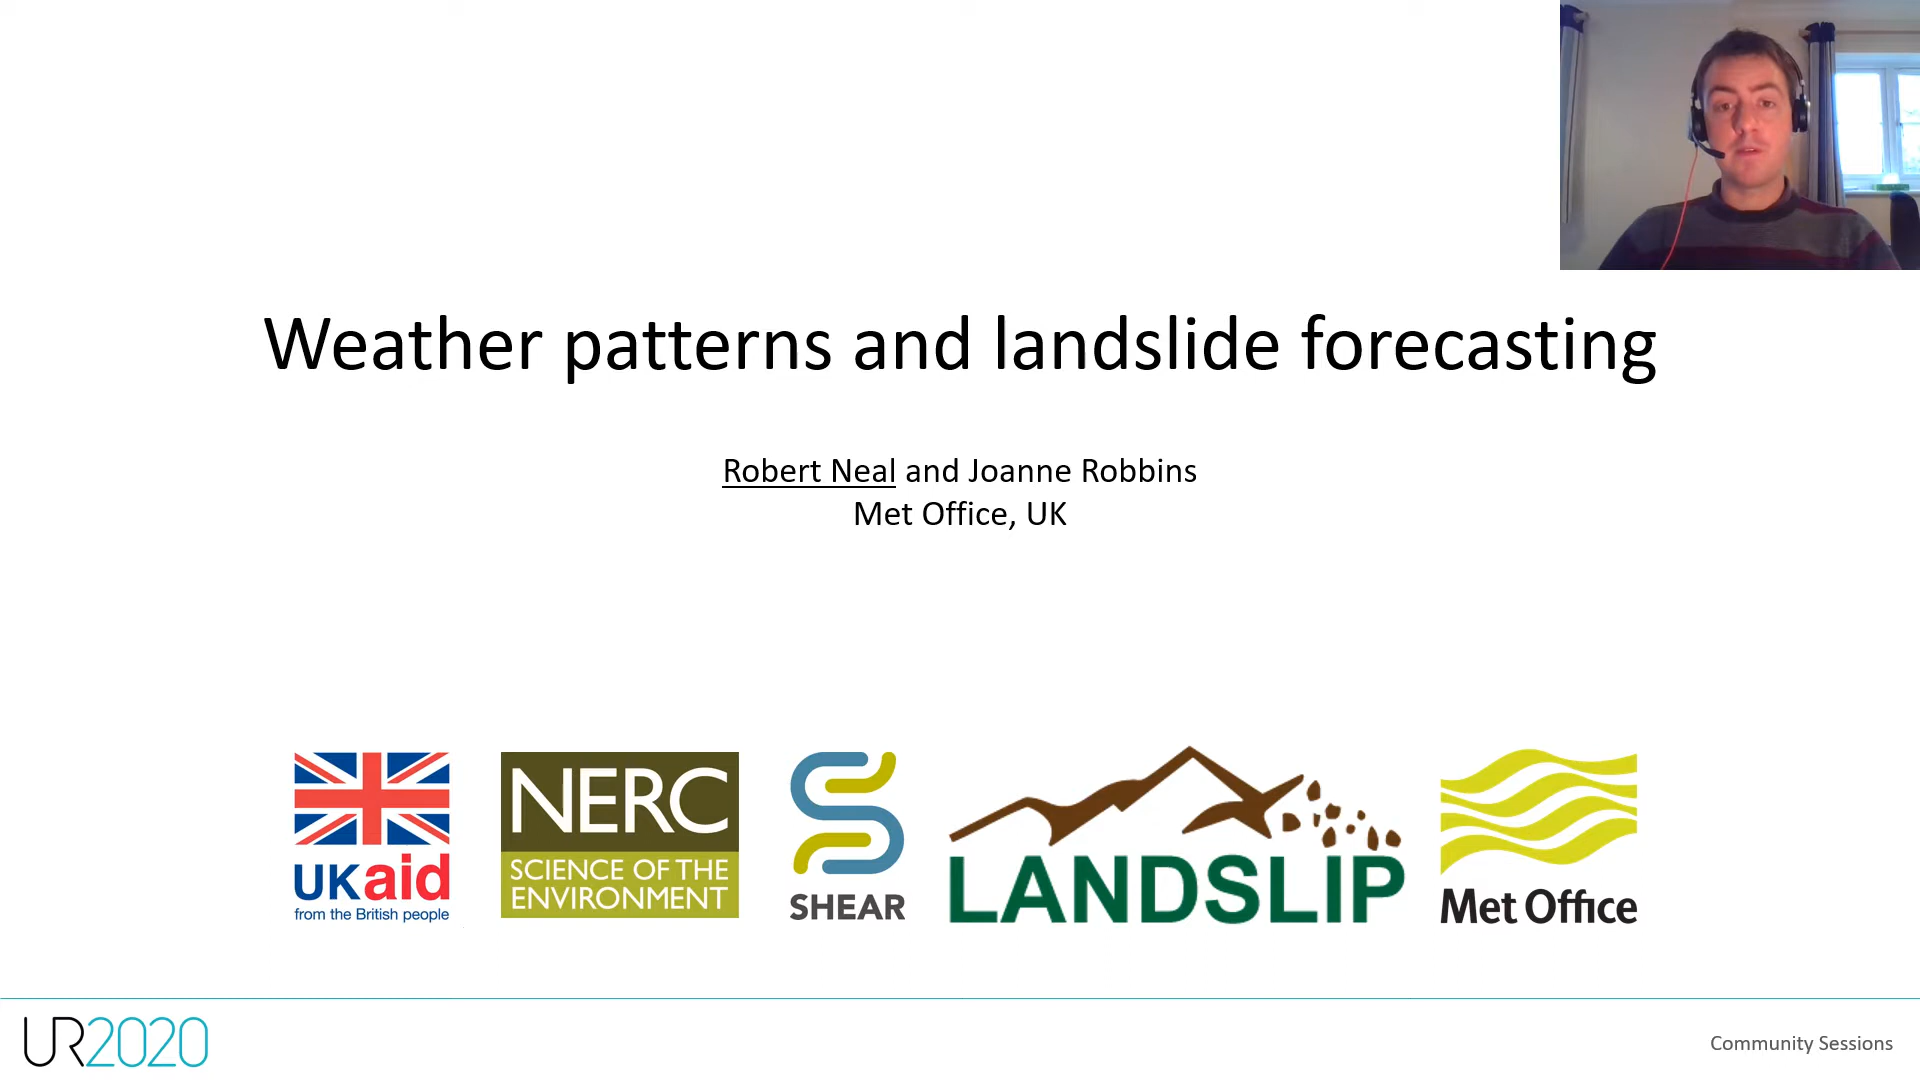 Weather patterns and landslide forecasting
Robert Neal and Joanne Robbins
Met Office, UK
UKaid
from the British people
NERC
SCIENCE OF THE
ENVIRONMENT
SHEAR
LANDSLIP
Met Office
UR2020
Community Sessions